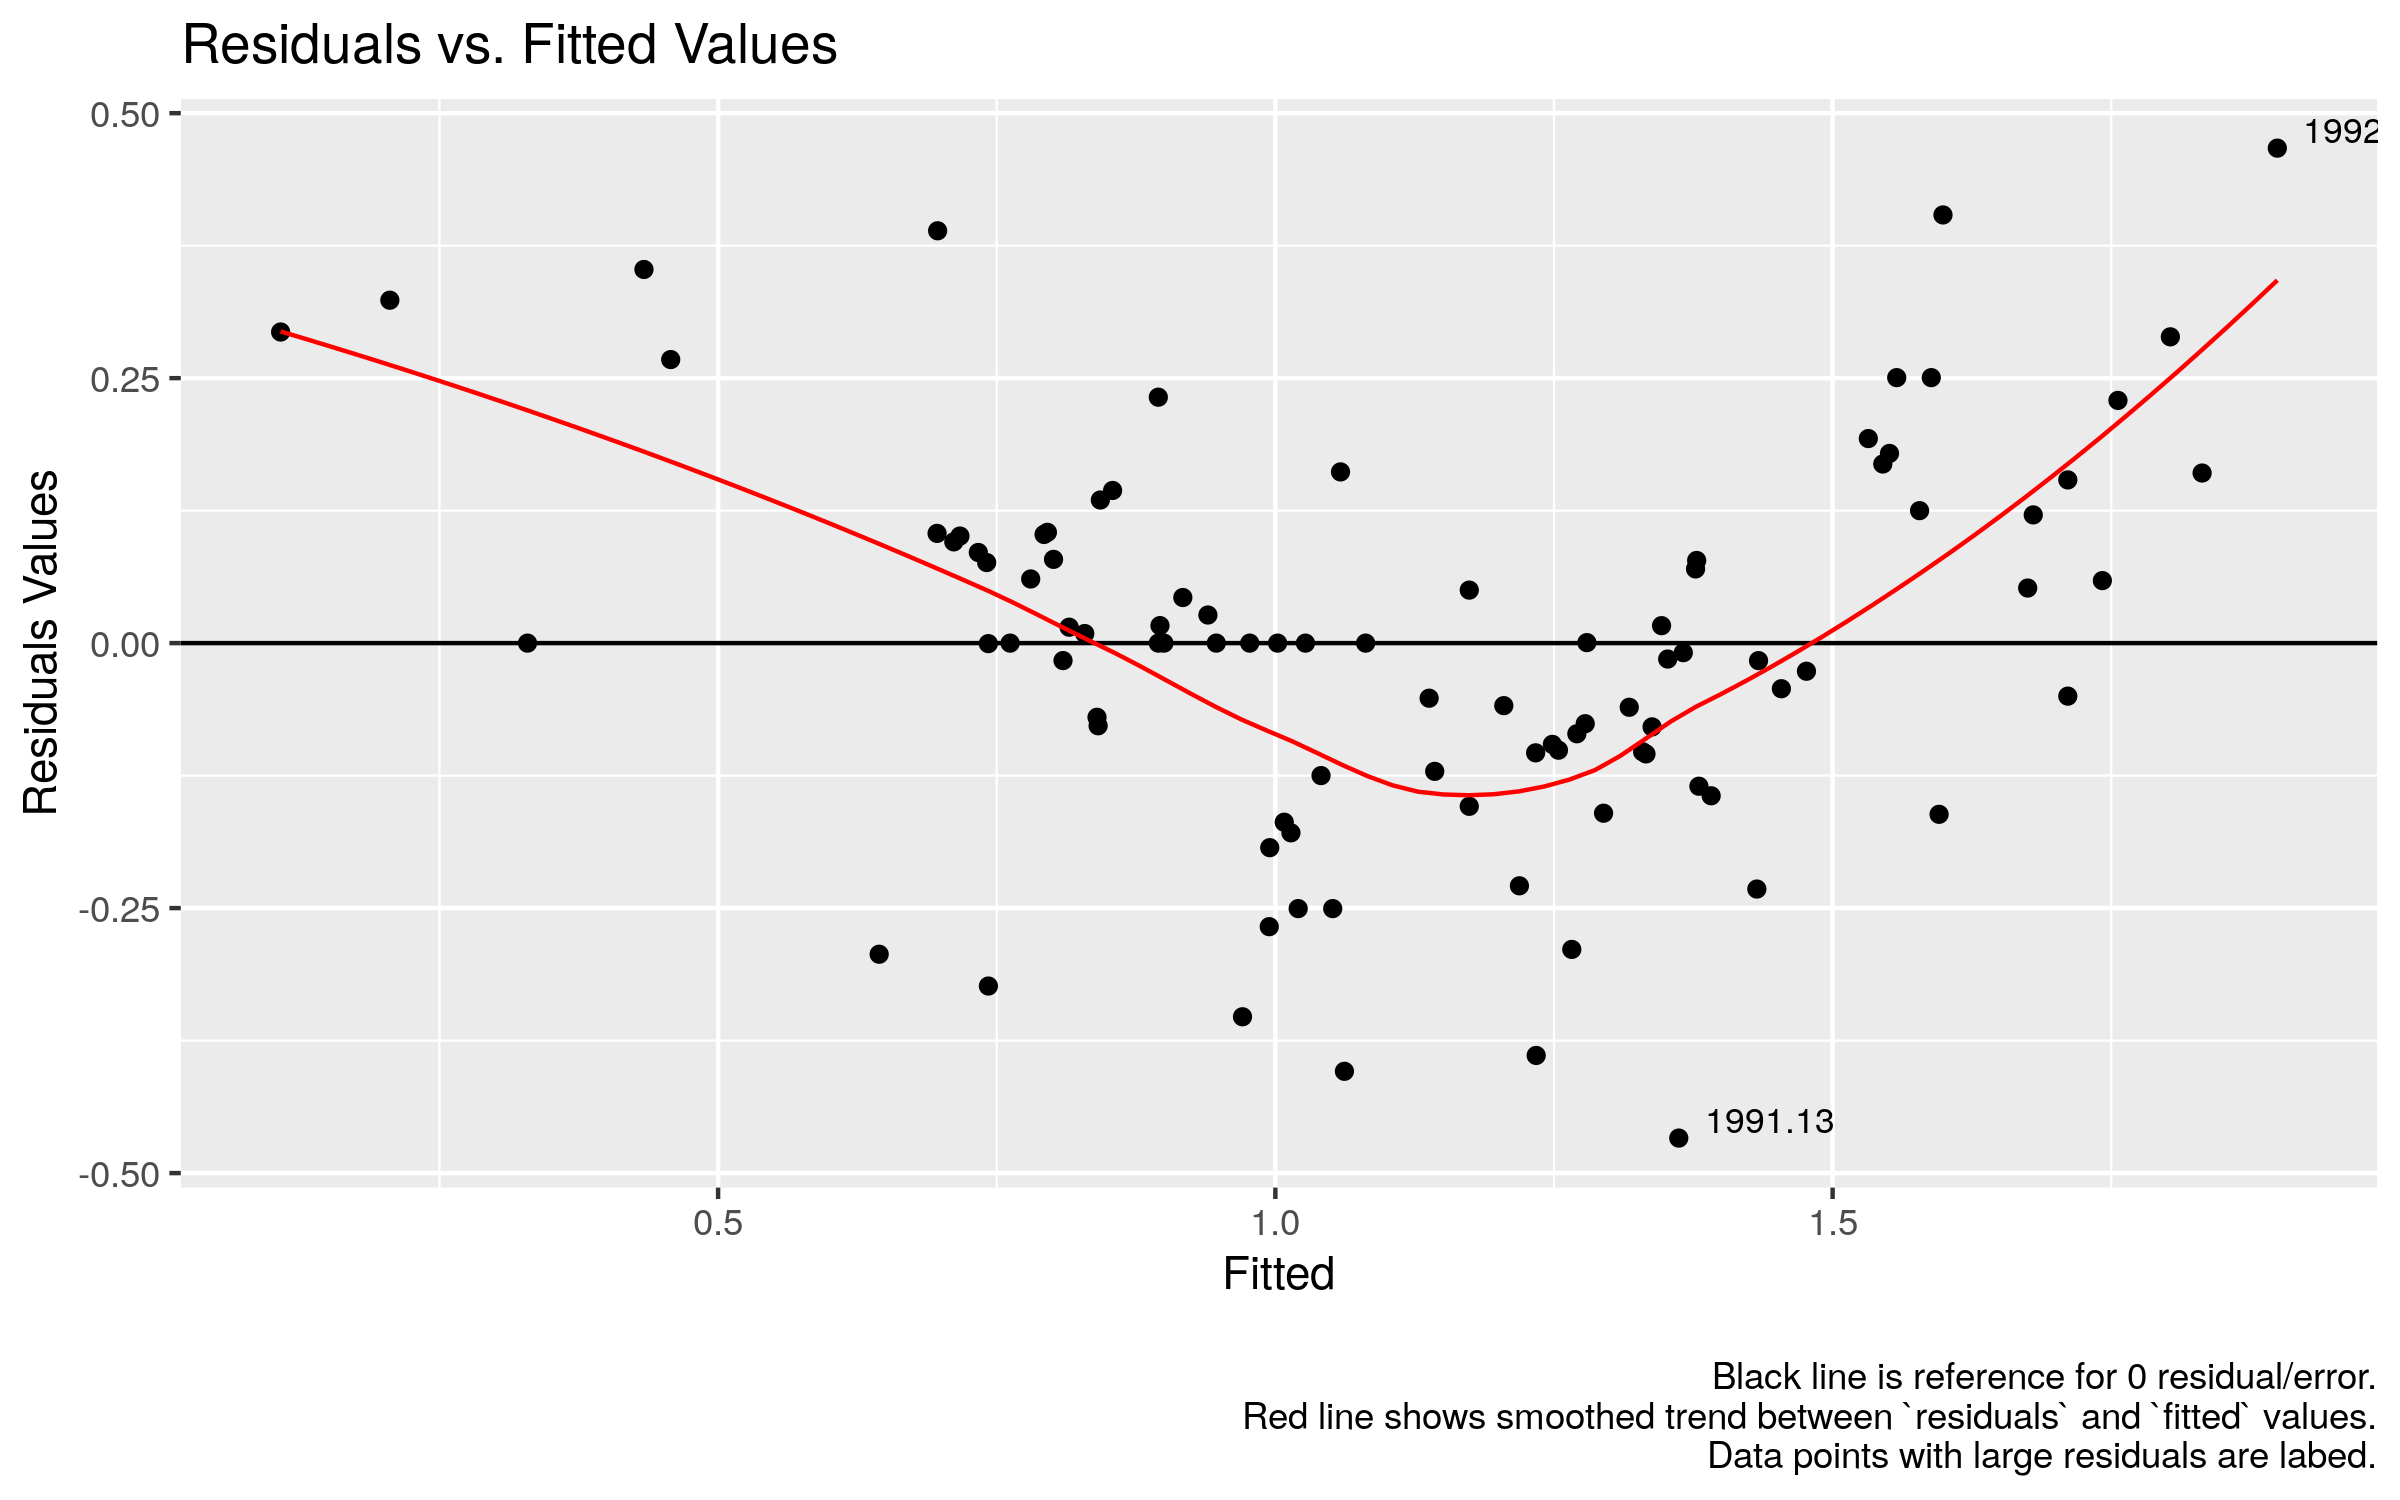 Residuals vs. Fitted Values
0.50
0.25
0.00
-0.25
-0.50
Residuals Values
1992
1991.13
0.5
1.0
1.5
Fitted
Black line is reference for 0 residual/error.
Red line shows smoothed trend between `residuals` and `fitted` values.
Data points with large residuals are labed.